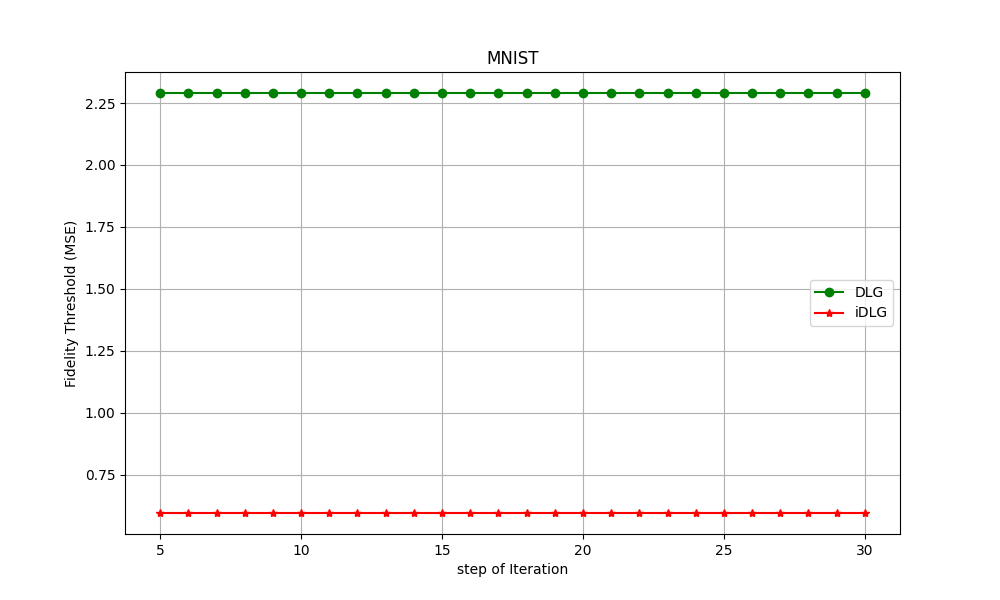 MNIST
Fidelity Threshold (MSE)
2.25
2.00
1.75
1.50
1.25
1.00
0.75
DLG
iDLG
5 10 15 20 25 30
step of Iteration